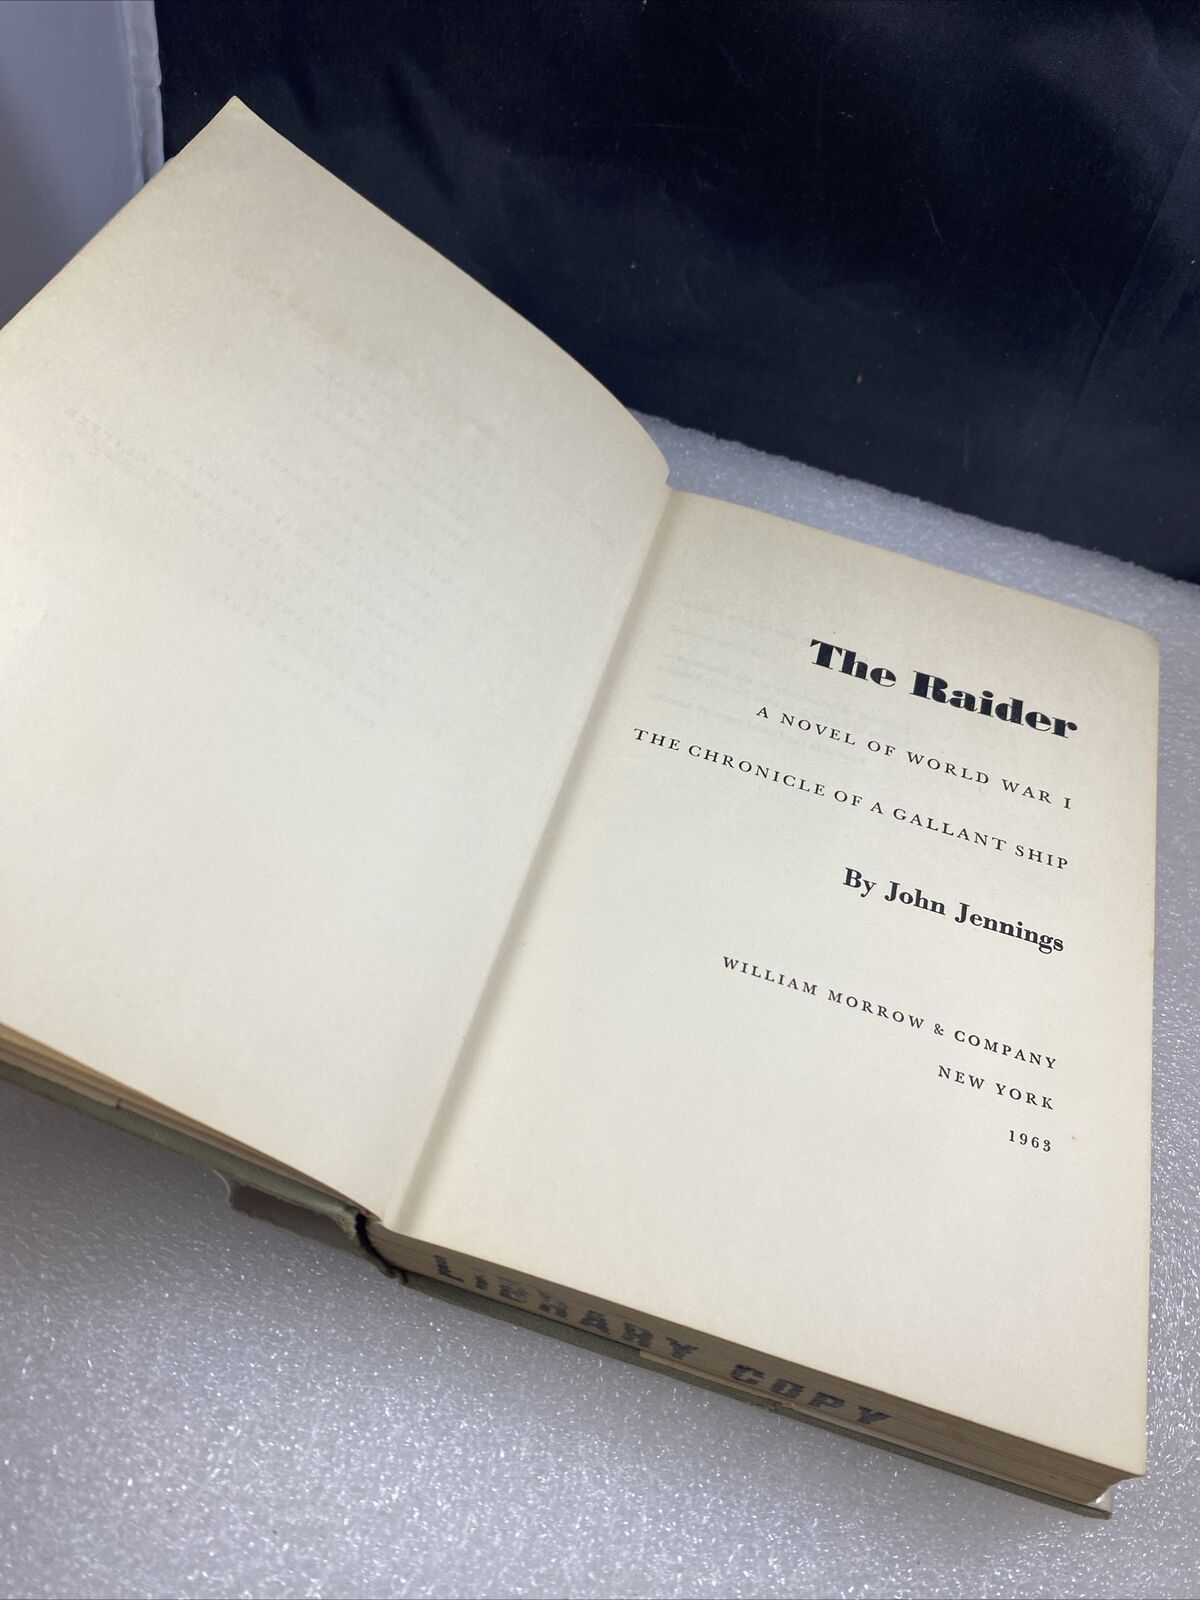 The Raider
A NOVEL OF WORLD WAR I
THE CHRONICLE OF A GALLANT SHIP
By John Jennings
WILLIAM MORROW & COMPANY
NEW YORK
1963
LIBRARY COPY